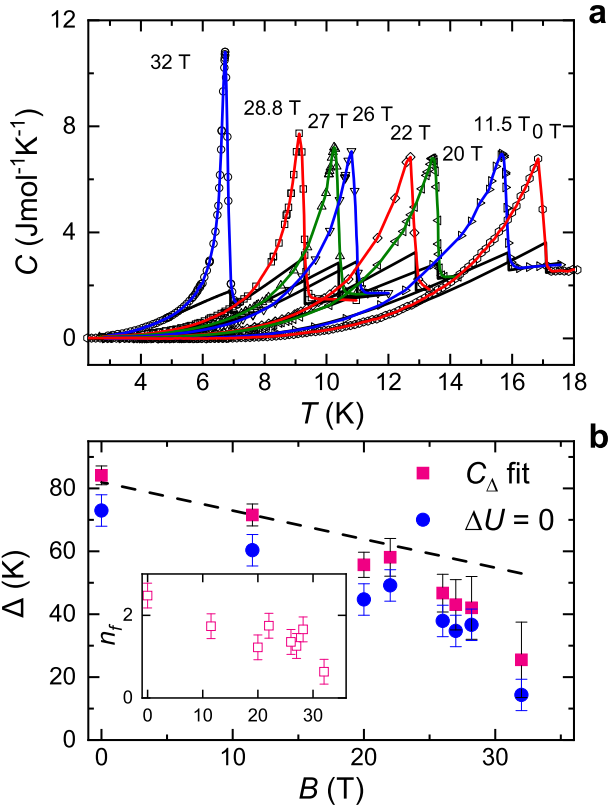 a
12
8
4
0
C (Jmol⁻¹K⁻¹)
32 T
28.8 T
27 T
26 T
22 T
20 T
11.5 T
0 T
4 6 8 10 12 14 16 18
T (K)
b
80
60
40
20
0
Δ (K)
C_Δ fit
ΔU = 0
2
0
n_f
0 10 20 30
0 10 20 30
B (T)